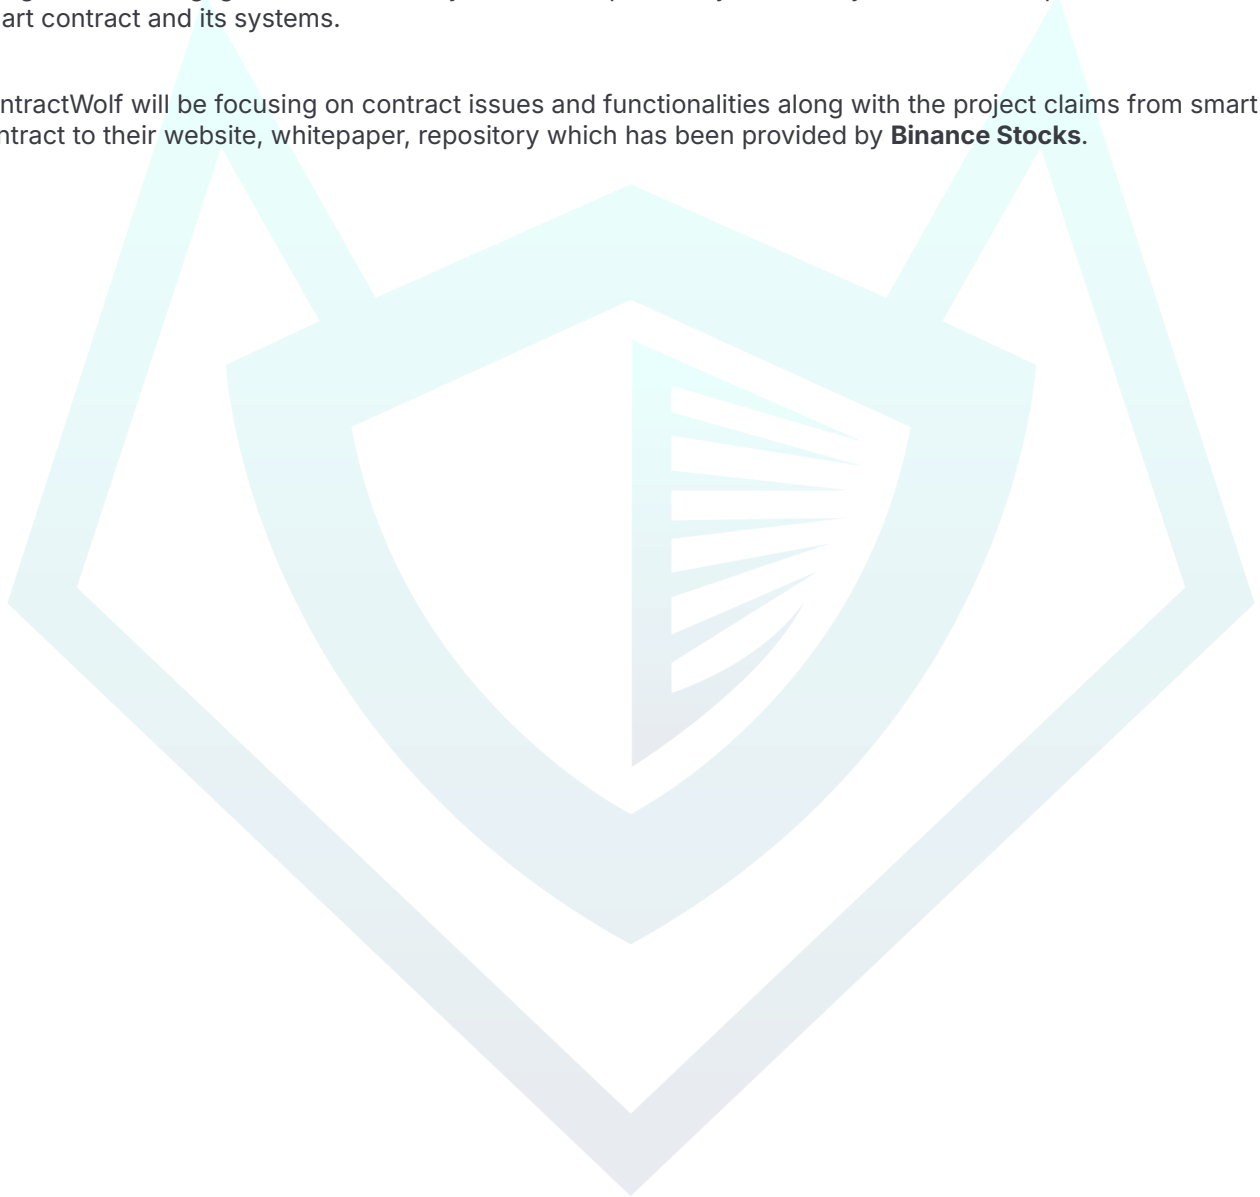 art contract and its systems.
ntractWolf will be focusing on contract issues and functionalities along with the project claims from smart
ntract to their website, whitepaper, repository which has been provided by Binance Stocks.